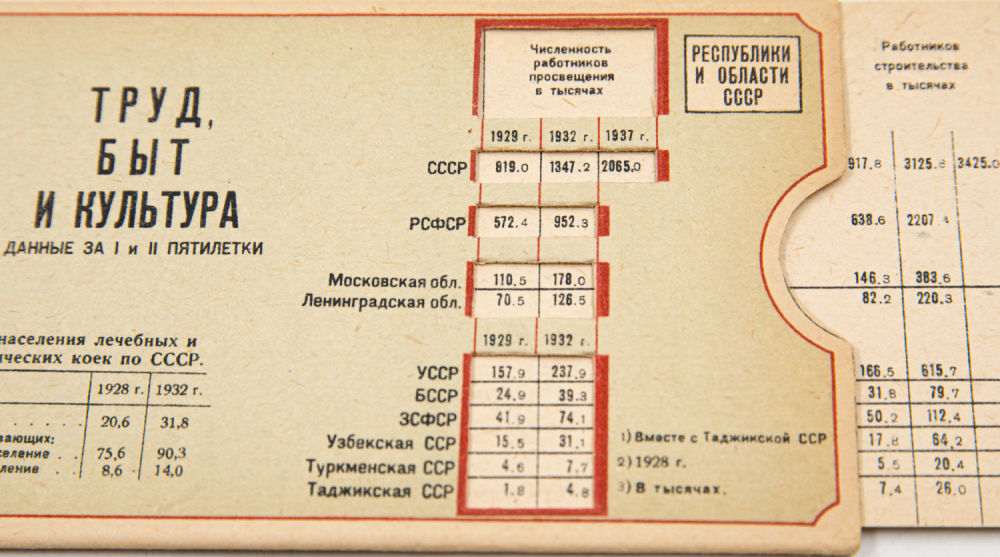 ТРУД,
БЫТ
И КУЛЬТУРА
ДАННЫЕ ЗА I и II ПЯТИЛЕТКИ
населения лечебных и
ических коек по СССР.
1928 г. 1932 г.
. . . . . 20,6 31,8
вающих:
селение . . 75,6 90,3
ление . . 8,6 14,0
Численность
работников
просвещения
в тысячах
РЕСПУБЛИКИ
И ОБЛАСТИ
СССР
1929 г. 1932 г. 1937 г.
СССР 819.0 1347.2 2065.0
РСФСР 572.4 952.3
Московская обл. 110.5 178.0
Ленинградская обл. 70.5 126.5
1929 г. 1932 г.
УССР 157.9 237.9
БССР 24.9 39.3
ЗСФСР 41.9 74.1
Узбекская ССР 15.5 31.1
Туркменская ССР 4.6 7.7
Таджикская ССР 1.8 4.8
1) Вместе с Таджикской ССР
2) 1928 г.
3) В тысячах.
Работников
строительства
в тысячах
917.8 3125. 3425.0
638.6 2207.4
146.3 383.6
82.2 220.3
166.5 615.7
31.8 79.7
50.2 112.4
17.8 64.2
5.5 20.4
7.4 26.0